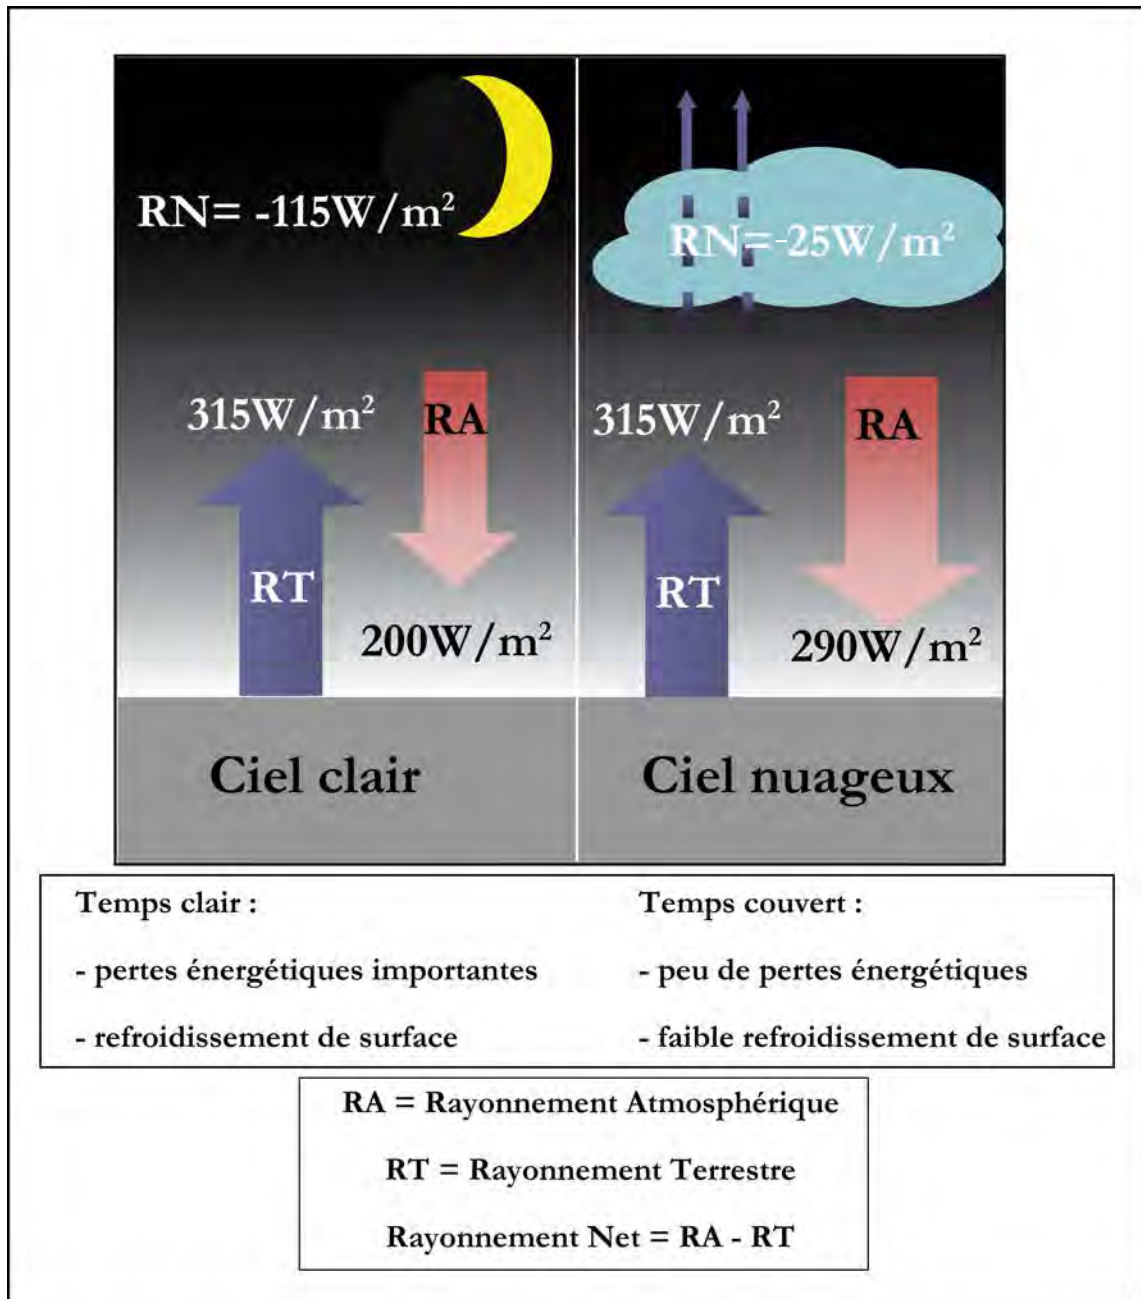 RN= -115W/m²
RN=-25W/m²
315W/m²
RA
315W/m²
RA
RT
200W/m²
RT
290W/m²
Ciel clair
Ciel nuageux
Temps clair :
- pertes énergétiques importantes
- refroidissement de surface
Temps couvert :
- peu de pertes énergétiques
- faible refroidissement de surface
RA = Rayonnement Atmosphérique
RT = Rayonnement Terrestre
Rayonnement Net = RA - RT